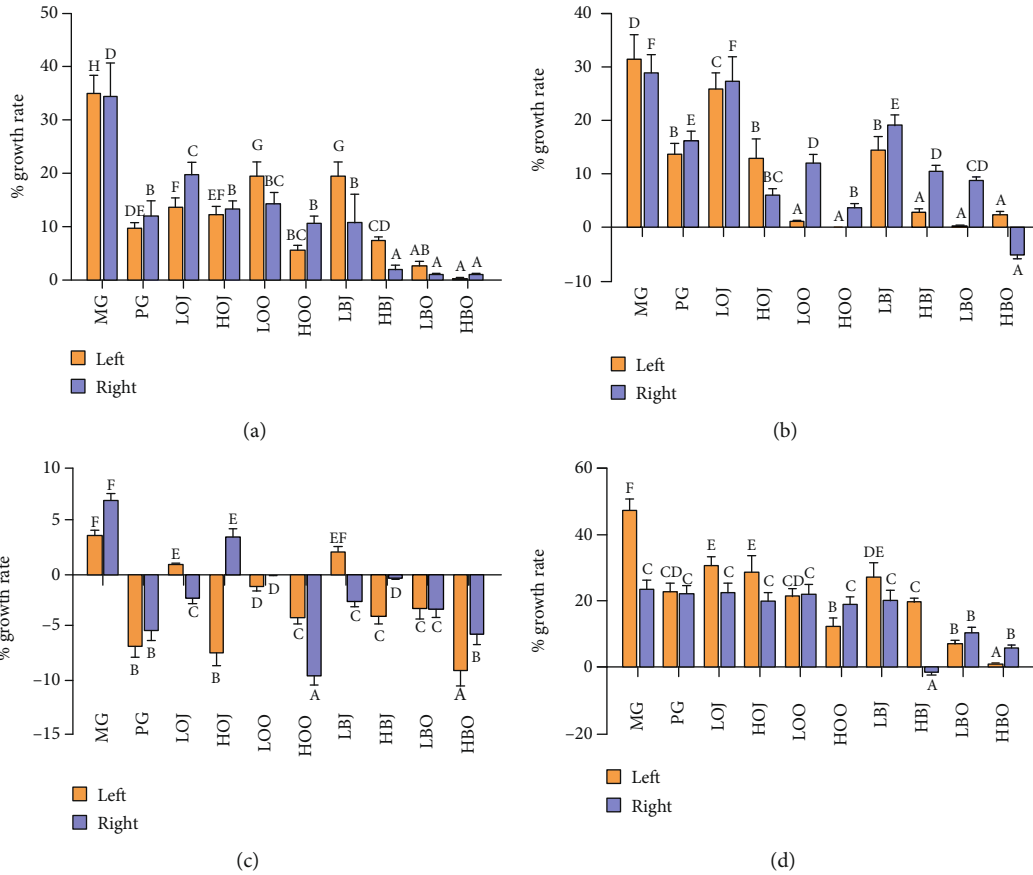 50
40
30
20
10
0
% growth rate
H D
DE B
F C
EF B
G BC
BC B
G B
CD A
AB A
A A
MG PG LOJ HOJ LOO HOO LBJ HBJ LBO HBO
Left
Right
(a)
40
30
20
10
0
−10
% growth rate
D F
B E
C F
B BC
A D
A B
B E
A D
A CD
A A
MG PG LOJ HOJ LOO HOO LBJ HBJ LBO HBO
Left
Right
(b)
10
5
0
−5
−10
−15
% growth rate
F F
B B
E C
B E
D D
C A
EF C
C D
C C
A B
MG PG LOJ HOJ LOO HOO LBJ HBJ LBO HBO
Left
Right
(c)
60
40
20
0
−20
% growth rate
F C
CD C
E C
E C
CD C
B C
DE C
C A
B B
A B
MG PG LOJ HOJ LOO HOO LBJ HBJ LBO HBO
Left
Right
(d)